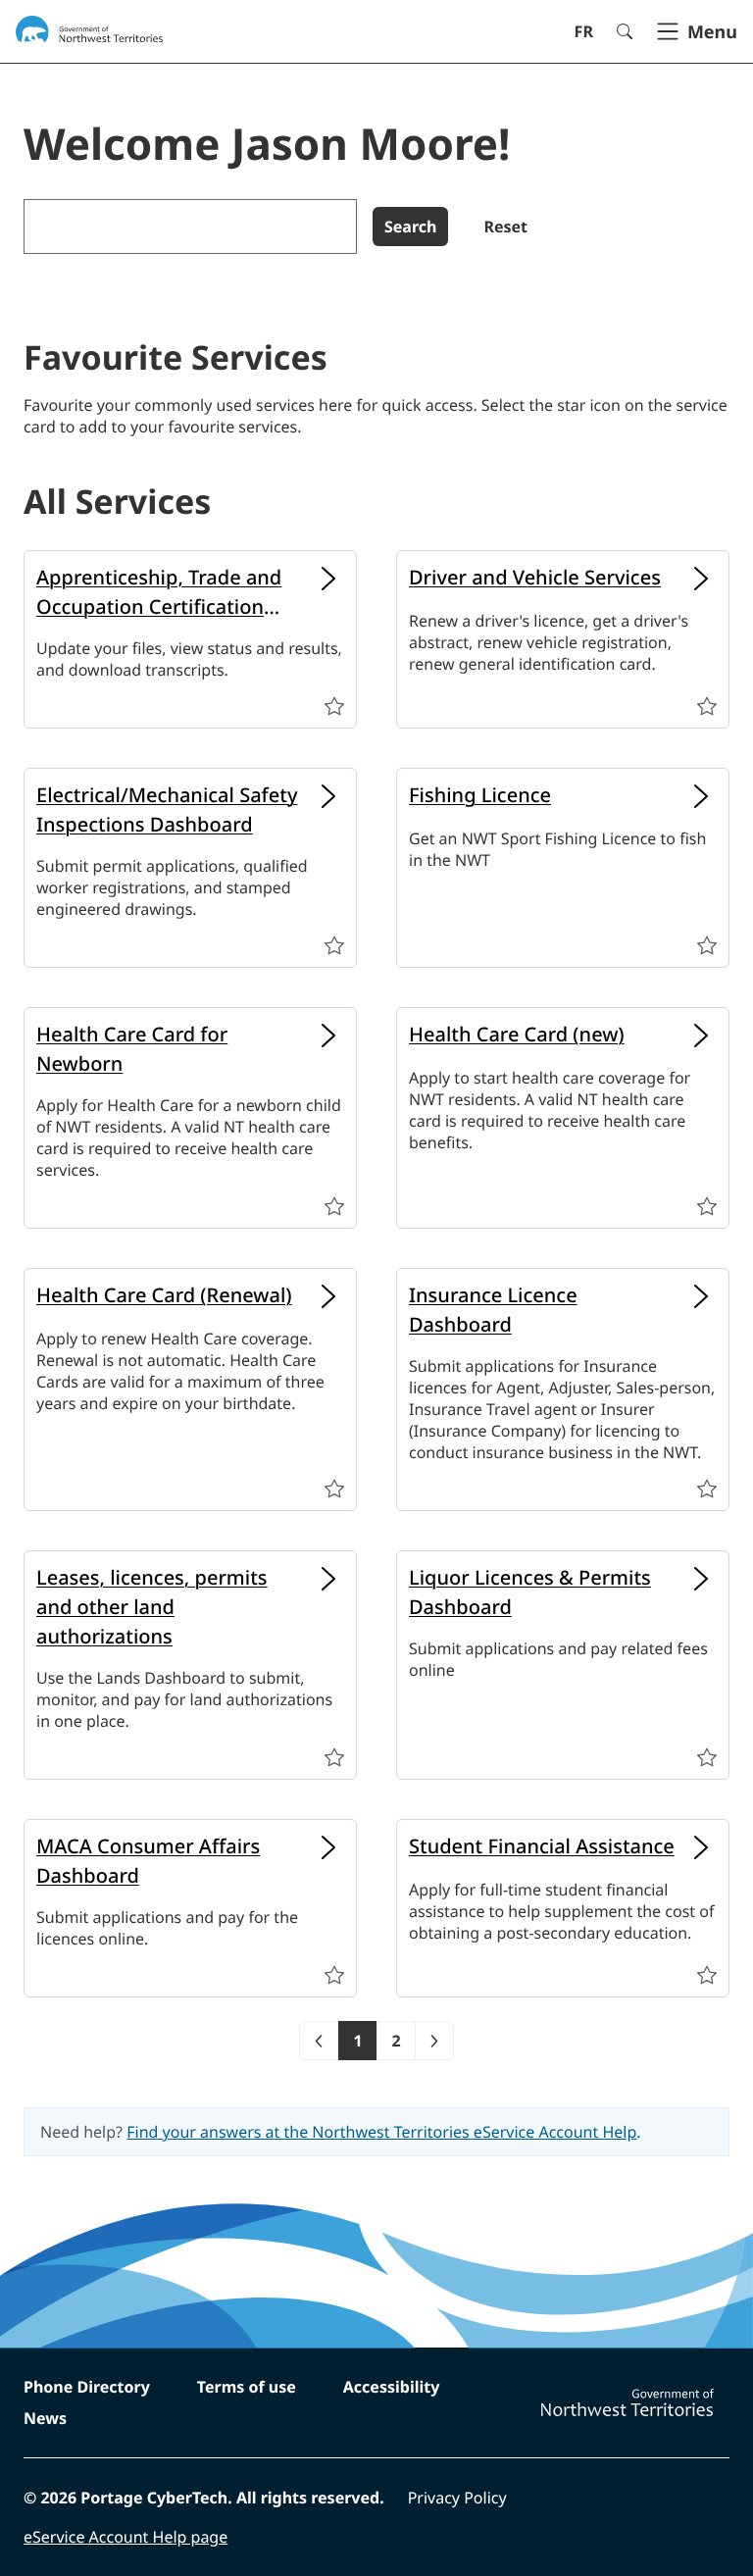 Government of
Northwest Territories
FR
Menu
Welcome Jason Moore!
Search
Reset
Favourite Services
Favourite your commonly used services here for quick access. Select the star icon on the service
card to add to your favourite services.
All Services
Apprenticeship, Trade and
Occupation Certification...
Update your files, view status and results,
and download transcripts.
Driver and Vehicle Services
Renew a driver's licence, get a driver's
abstract, renew vehicle registration,
renew general identification card.
Electrical/Mechanical Safety
Inspections Dashboard
Submit permit applications, qualified
worker registrations, and stamped
engineered drawings.
Fishing Licence
Get an NWT Sport Fishing Licence to fish
in the NWT
Health Care Card for
Newborn
Apply for Health Care for a newborn child
of NWT residents. A valid NT health care
card is required to receive health care
services.
Health Care Card (new)
Apply to start health care coverage for
NWT residents. A valid NT health care
card is required to receive health care
benefits.
Health Care Card (Renewal)
Apply to renew Health Care coverage.
Renewal is not automatic. Health Care
Cards are valid for a maximum of three
years and expire on your birthdate.
Insurance Licence
Dashboard
Submit applications for Insurance
licences for Agent, Adjuster, Sales-person,
Insurance Travel agent or Insurer
(Insurance Company) for licencing to
conduct insurance business in the NWT.
Leases, licences, permits
and other land
authorizations
Use the Lands Dashboard to submit,
monitor, and pay for land authorizations
in one place.
Liquor Licences & Permits
Dashboard
Submit applications and pay related fees
online
MACA Consumer Affairs
Dashboard
Submit applications and pay for the
licences online.
Student Financial Assistance
Apply for full-time student financial
assistance to help supplement the cost of
obtaining a post-secondary education.
1
2
Need help? Find your answers at the Northwest Territories eService Account Help.
Phone Directory
Terms of use
Accessibility
News
Government of
Northwest Territories
© 2026 Portage CyberTech. All rights reserved.
Privacy Policy
eService Account Help page